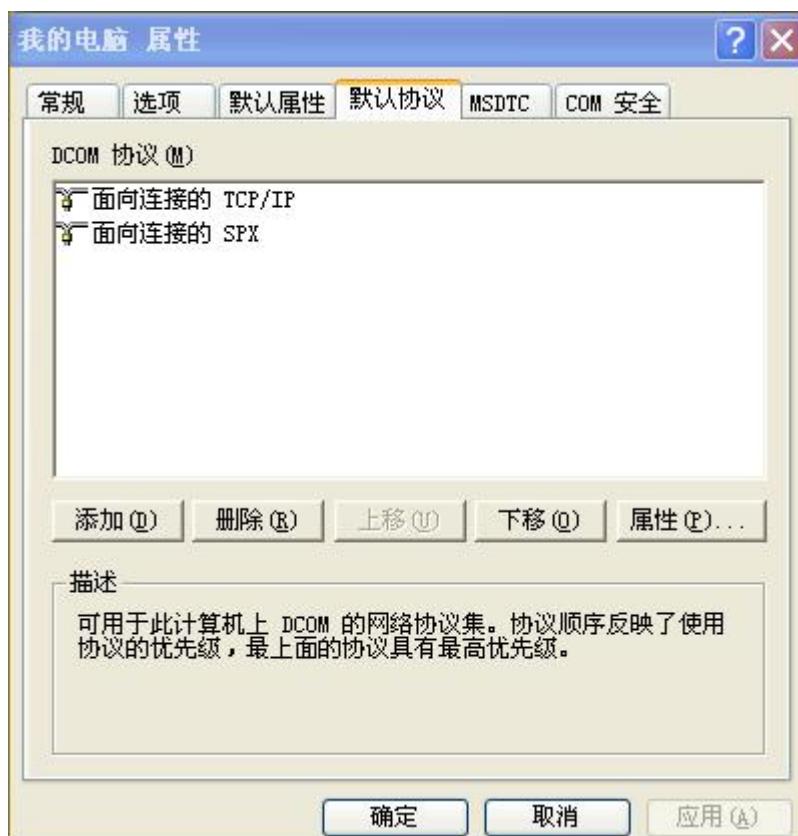 我的电脑 属性
常规 选项 默认属性 默认协议 MSDTC COM 安全
DCOM 协议(M)
面向连接的 TCP/IP
面向连接的 SPX
添加(D) 删除(R) 上移(U) 下移(O) 属性(P)...
描述
可用于此计算机上 DCOM 的网络协议集。协议顺序反映了使用
协议的优先级，最上面的协议具有最高优先级。
确定 取消 应用(A)